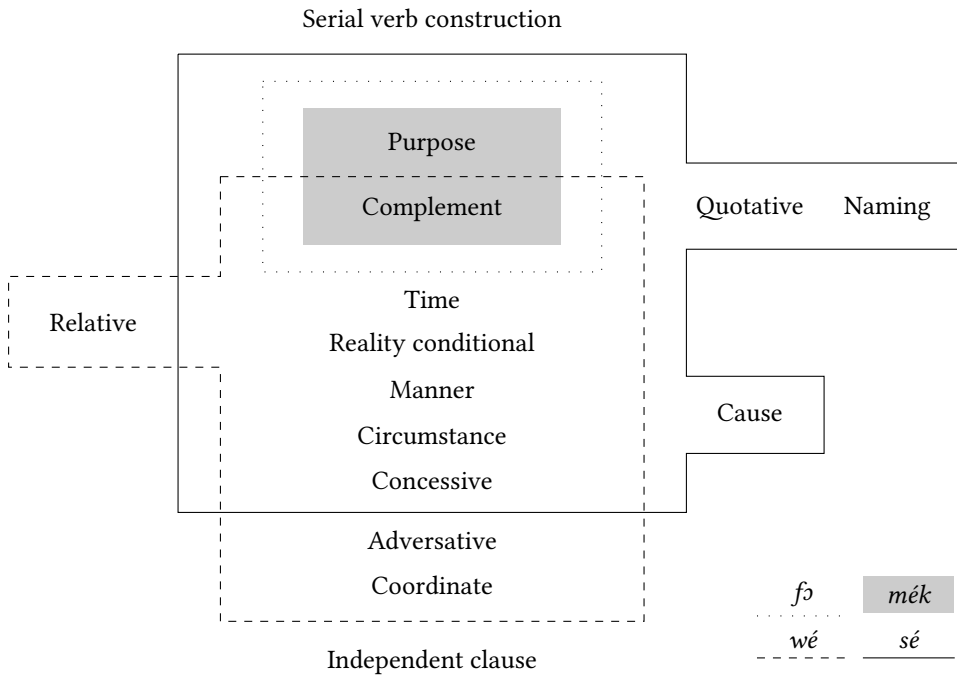 Serial verb construction
Purpose
Complement
Quotative Naming
Time
Relative
Reality conditional
Manner
Cause
Circumstance
Concessive
Adversative
Coordinate
fɔ mék
wé sé
Independent clause